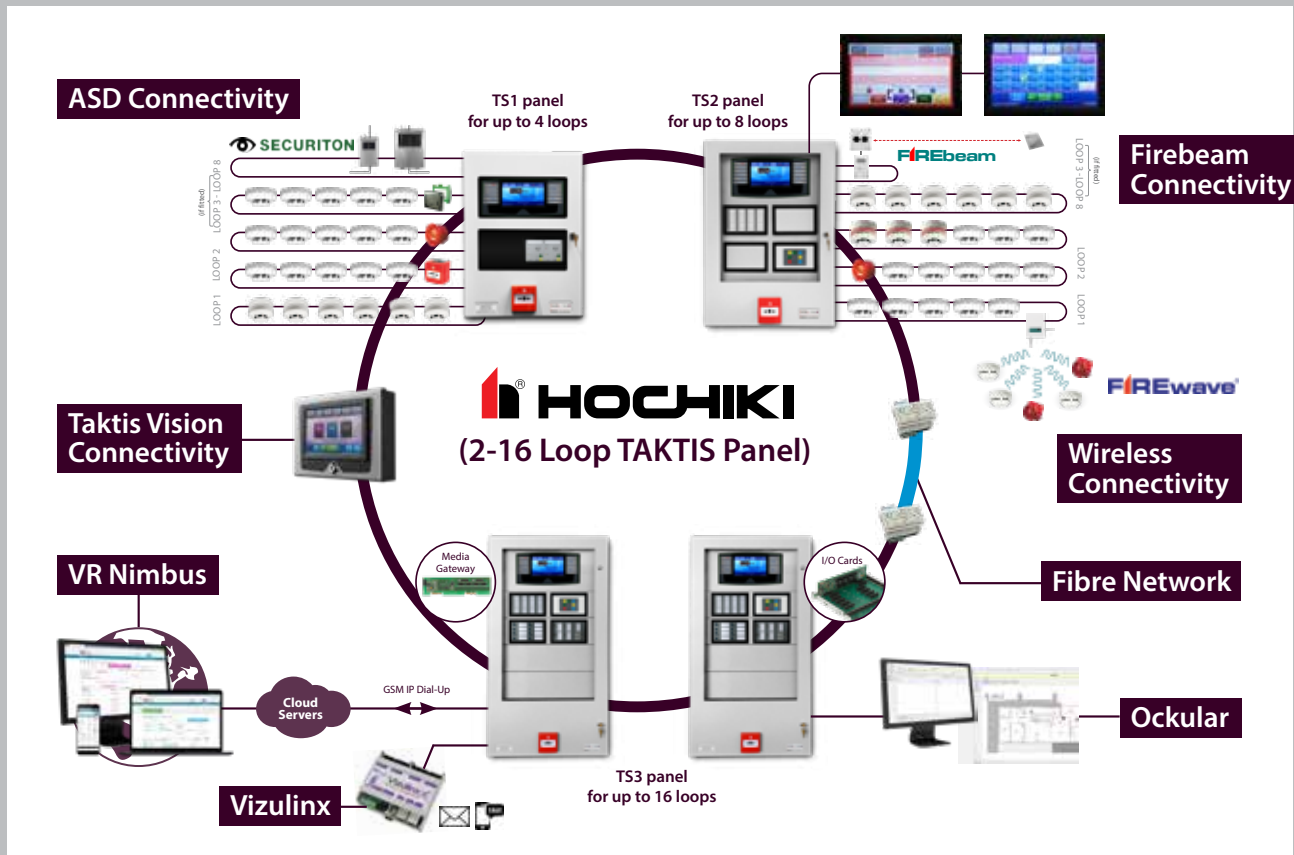 ASD Connectivity
TS1 panel
for up to 4 loops
TS2 panel
for up to 8 loops
SECURITON
FIREbeam
Firebeam
Connectivity
LOOP 3 - LOOP 8
(if fitted)
LOOP 2
LOOP 1
LOOP 3 - LOOP 8
(if fitted)
LOOP 2
LOOP 1
FIREwave®
® HOCHIKI
(2-16 Loop TAKTIS Panel)
Taktis Vision
Connectivity
Wireless
Connectivity
Media
Gateway
I/O Cards
VR Nimbus
Fibre Network
Cloud
Servers
GSM IP Dial-Up
Ockular
TS3 panel
for up to 16 loops
Vizulinx
Vizulinx